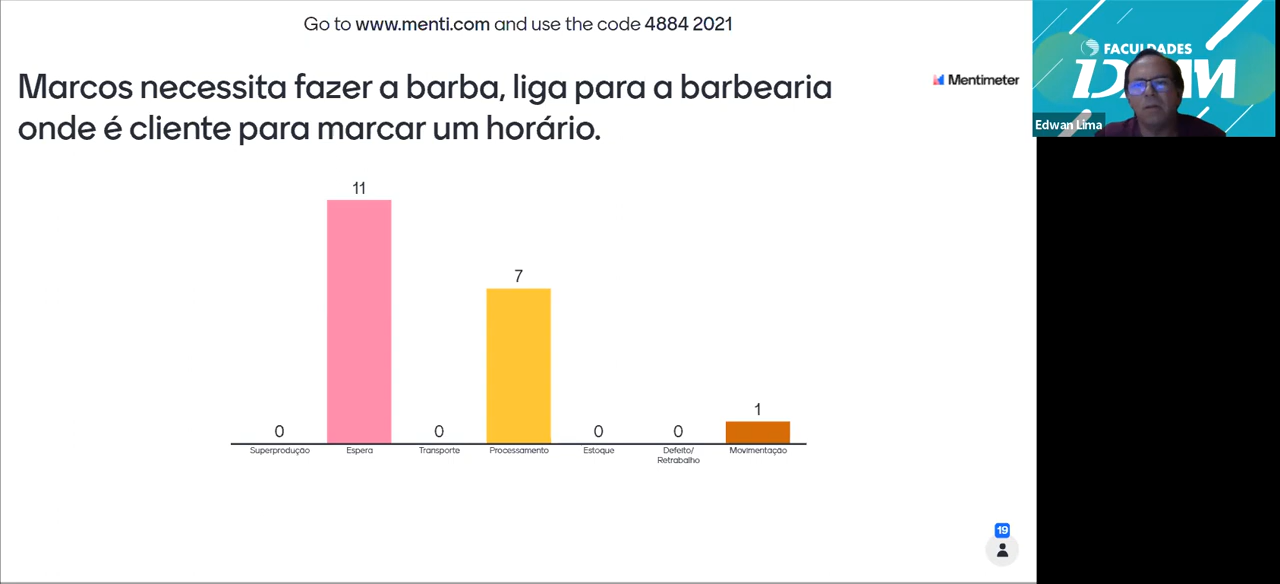 Go to www.menti.com and use the code 4884 2021
Marcos necessita fazer a barba, liga para a barbearia
onde é cliente para marcar um horário.
Mentimeter
FACULDADES
Edwan Lima
11
7
1
0
0
0
0
Superprodução
Espera
Transporte
Processamento
Estoque
Defeito/
Retrabalho
Movimentação
19